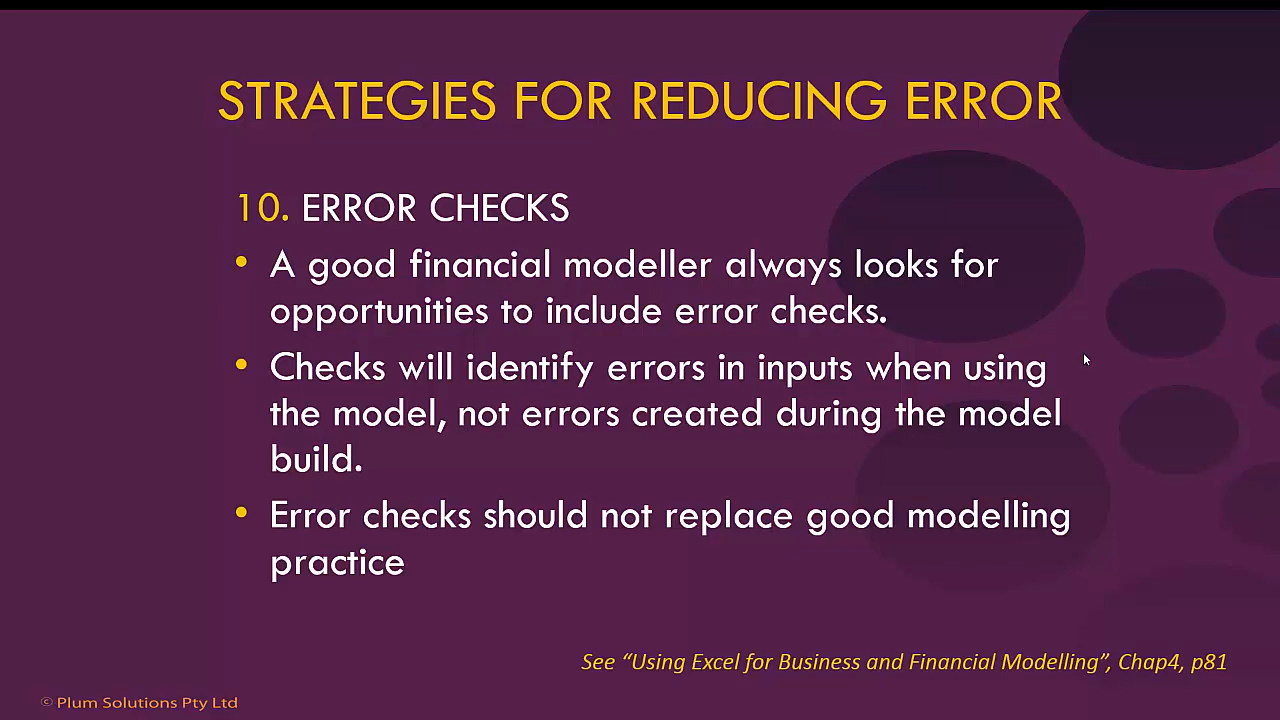 STRATEGIES FOR REDUCING ERROR
10. ERROR CHECKS
• A good financial modeller always looks for
opportunities to include error checks.
• Checks will identify errors in inputs when using
the model, not errors created during the model
build.
• Error checks should not replace good modelling
practice
See “Using Excel for Business and Financial Modelling”, Chap4, p81
© Plum Solutions Pty Ltd